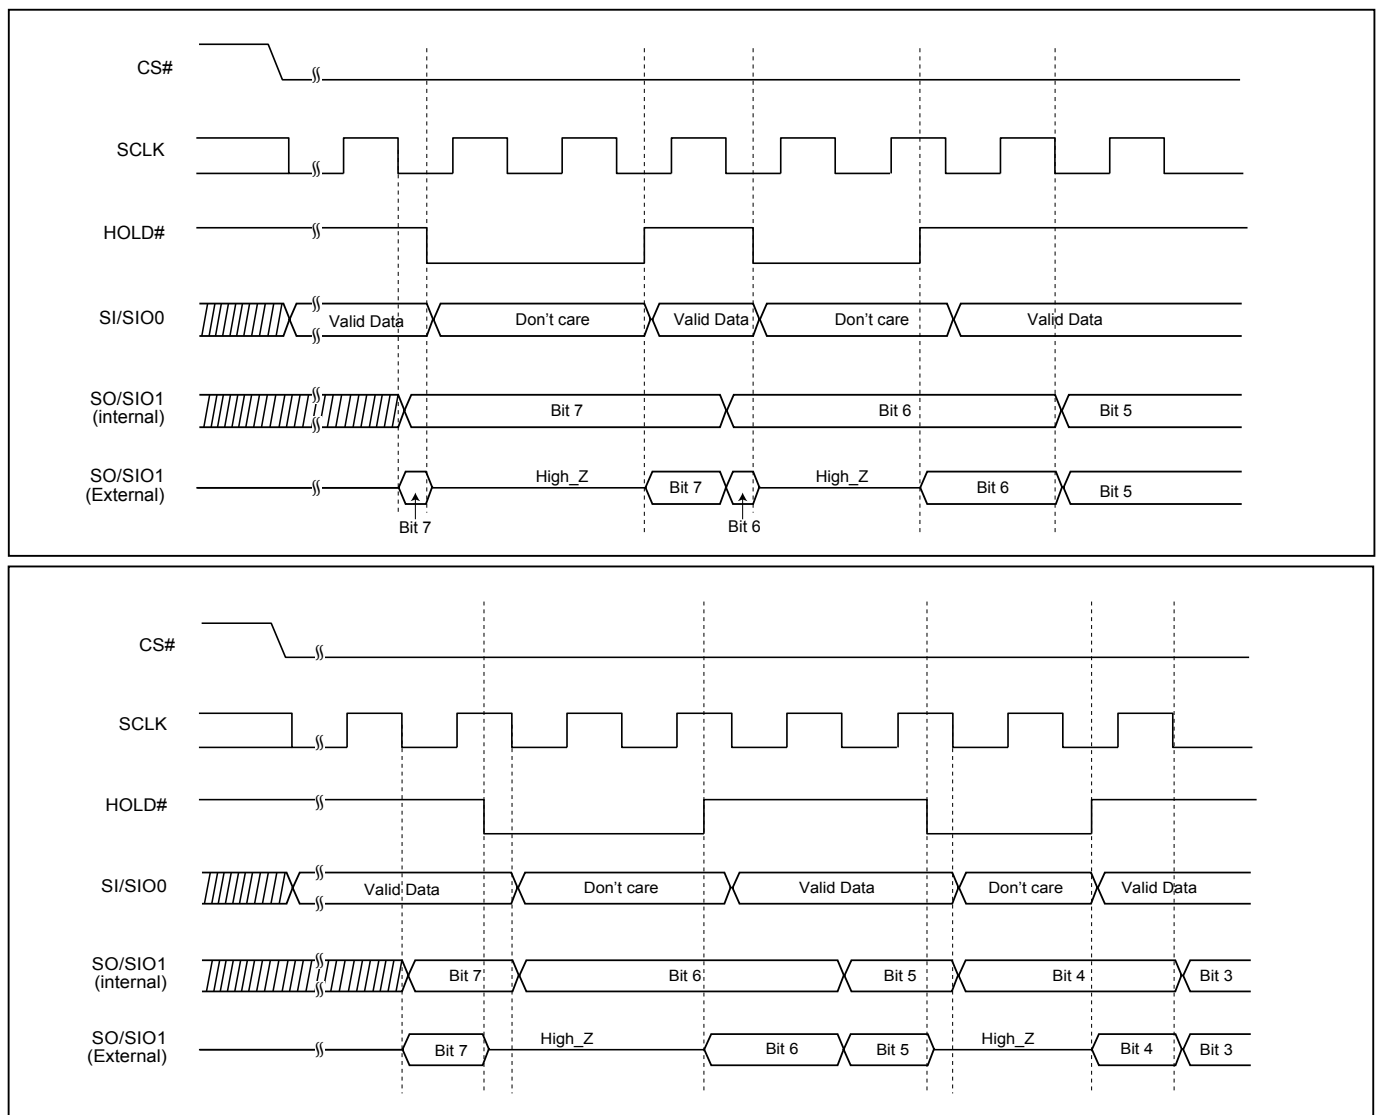 CS#
SCLK
HOLD#
SI/SIO0
Valid Data
Don't care
Valid Data
Don't care
Valid Data
SO/SIO1
(internal)
Bit 7
Bit 6
Bit 5
SO/SIO1
(External)
High_Z
Bit 7
High_Z
Bit 6
Bit 5
Bit 7
Bit 6
CS#
SCLK
HOLD#
SI/SIO0
Valid Data
Don't care
Valid Data
Don't care
Valid Data
SO/SIO1
(internal)
Bit 7
Bit 6
Bit 5
Bit 4
Bit 3
SO/SIO1
(External)
Bit 7
High_Z
Bit 6
Bit 5
High_Z
Bit 4
Bit 3